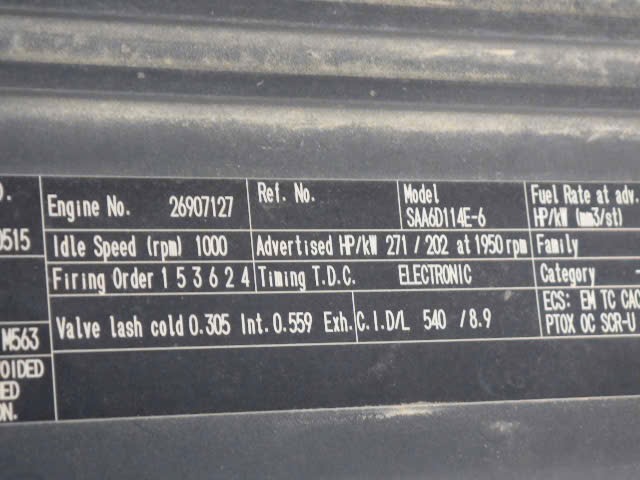 D.
Engine No. 26907127
Ref. No.
Model
SAA6D114E-6
Fuel Rate at adv.
HP/kW (mm3/st)
0515
Idle Speed (rpm) 1000
Advertised HP/kW 271 / 202 at 1950 rpm
Family
Firing Order 1 5 3 6 2 4
Timing T.D.C. ELECTRONIC
Category
M563
Valve lash cold 0.305 Int. 0.559 Exh.
C.I.D/L 540 / 8.9
ECS: EM TC CAC
PTOX OC SCR-U
OIDED
ED
ON.